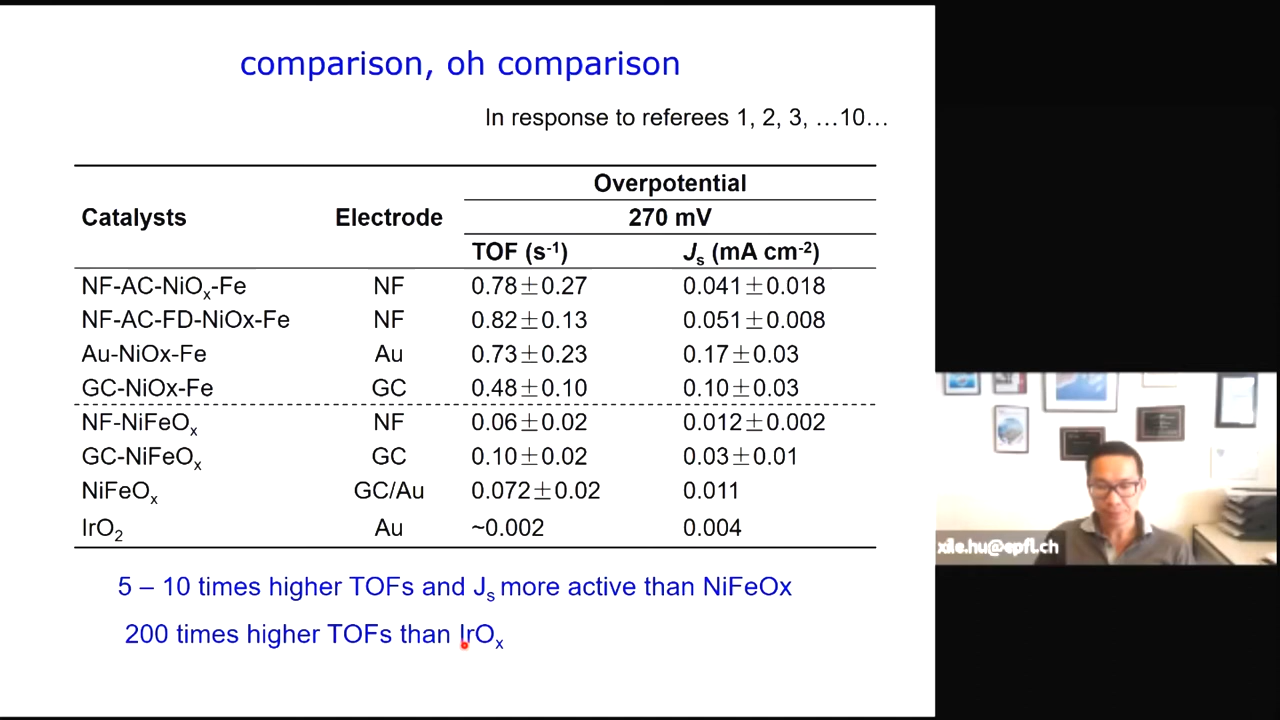 comparison, oh comparison
In response to referees 1, 2, 3, …10…
Overpotential
Catalysts Electrode 270 mV
TOF (s-1) Js (mA cm-2)
NF-AC-NiOx-Fe NF 0.78±0.27 0.041±0.018
NF-AC-FD-NiOx-Fe NF 0.82±0.13 0.051±0.008
Au-NiOx-Fe Au 0.73±0.23 0.17±0.03
GC-NiOx-Fe GC 0.48±0.10 0.10±0.03
NF-NiFeOx NF 0.06±0.02 0.012±0.002
GC-NiFeOx GC 0.10±0.02 0.03±0.01
NiFeOx GC/Au 0.072±0.02 0.011
IrO2 Au ~0.002 0.004
5 – 10 times higher TOFs and Js more active than NiFeOx
200 times higher TOFs than IrOx
xile.hu@epfl.ch